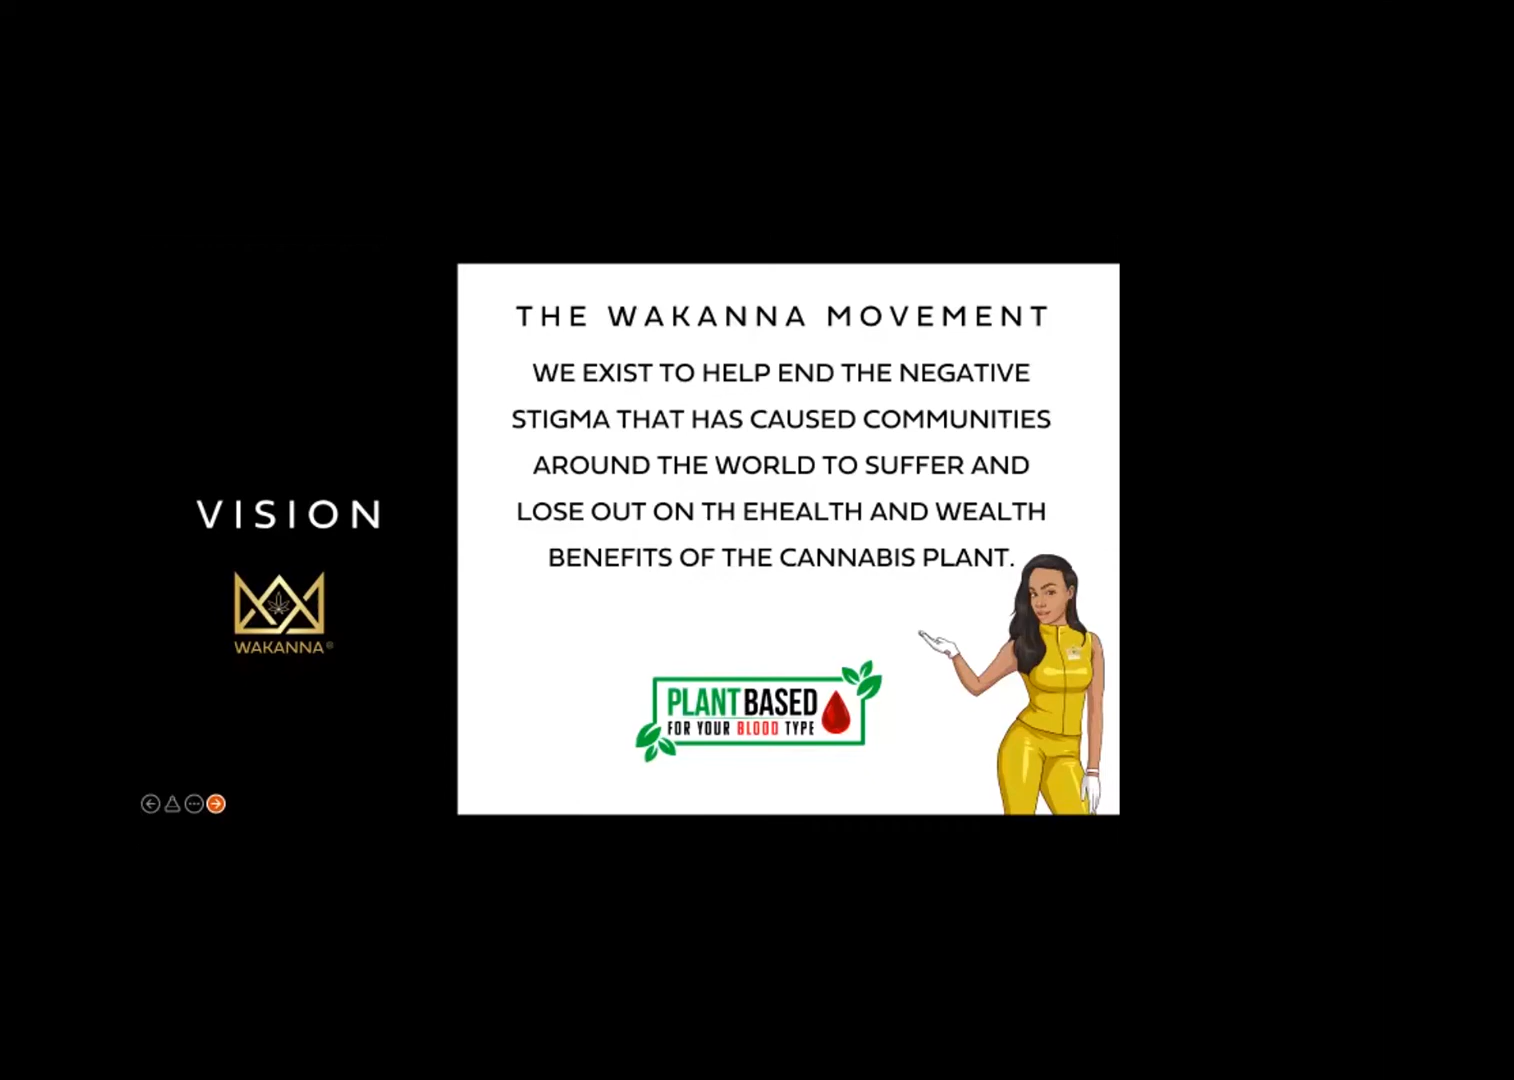 VISION
WAKANNA®
THE WAKANNA MOVEMENT
WE EXIST TO HELP END THE NEGATIVE
STIGMA THAT HAS CAUSED COMMUNITIES
AROUND THE WORLD TO SUFFER AND
LOSE OUT ON TH EHEALTH AND WEALTH
BENEFITS OF THE CANNABIS PLANT.
PLANTBASED
FOR YOUR BLOOD TYPE